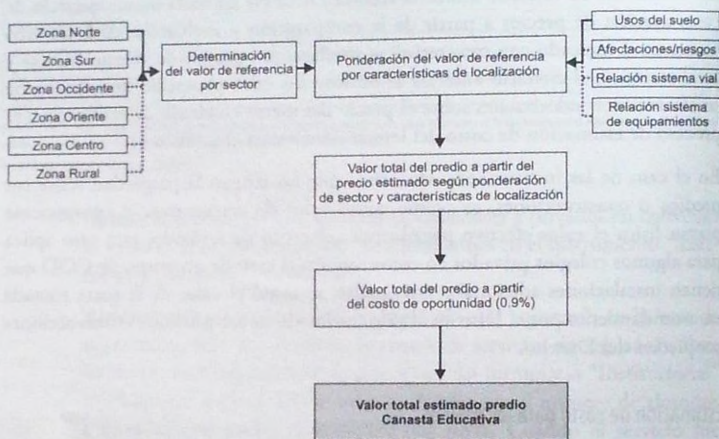 Zona Norte
Zona Sur
Zona Occidente
Zona Oriente
Zona Centro
Zona Rural
Determinación
del valor de referencia
por sector
Ponderación del valor de referencia
por características de localización
Usos del suelo
Afectaciones/riesgos
Relación sistema vial
Relación sistema
de equipamientos
Valor total del predio a partir del
precio estimado según ponderación
de sector y características de localización
Valor total del predio a partir
del costo de oportunidad (0.9%)
Valor total estimado predio
Canasta Educativa